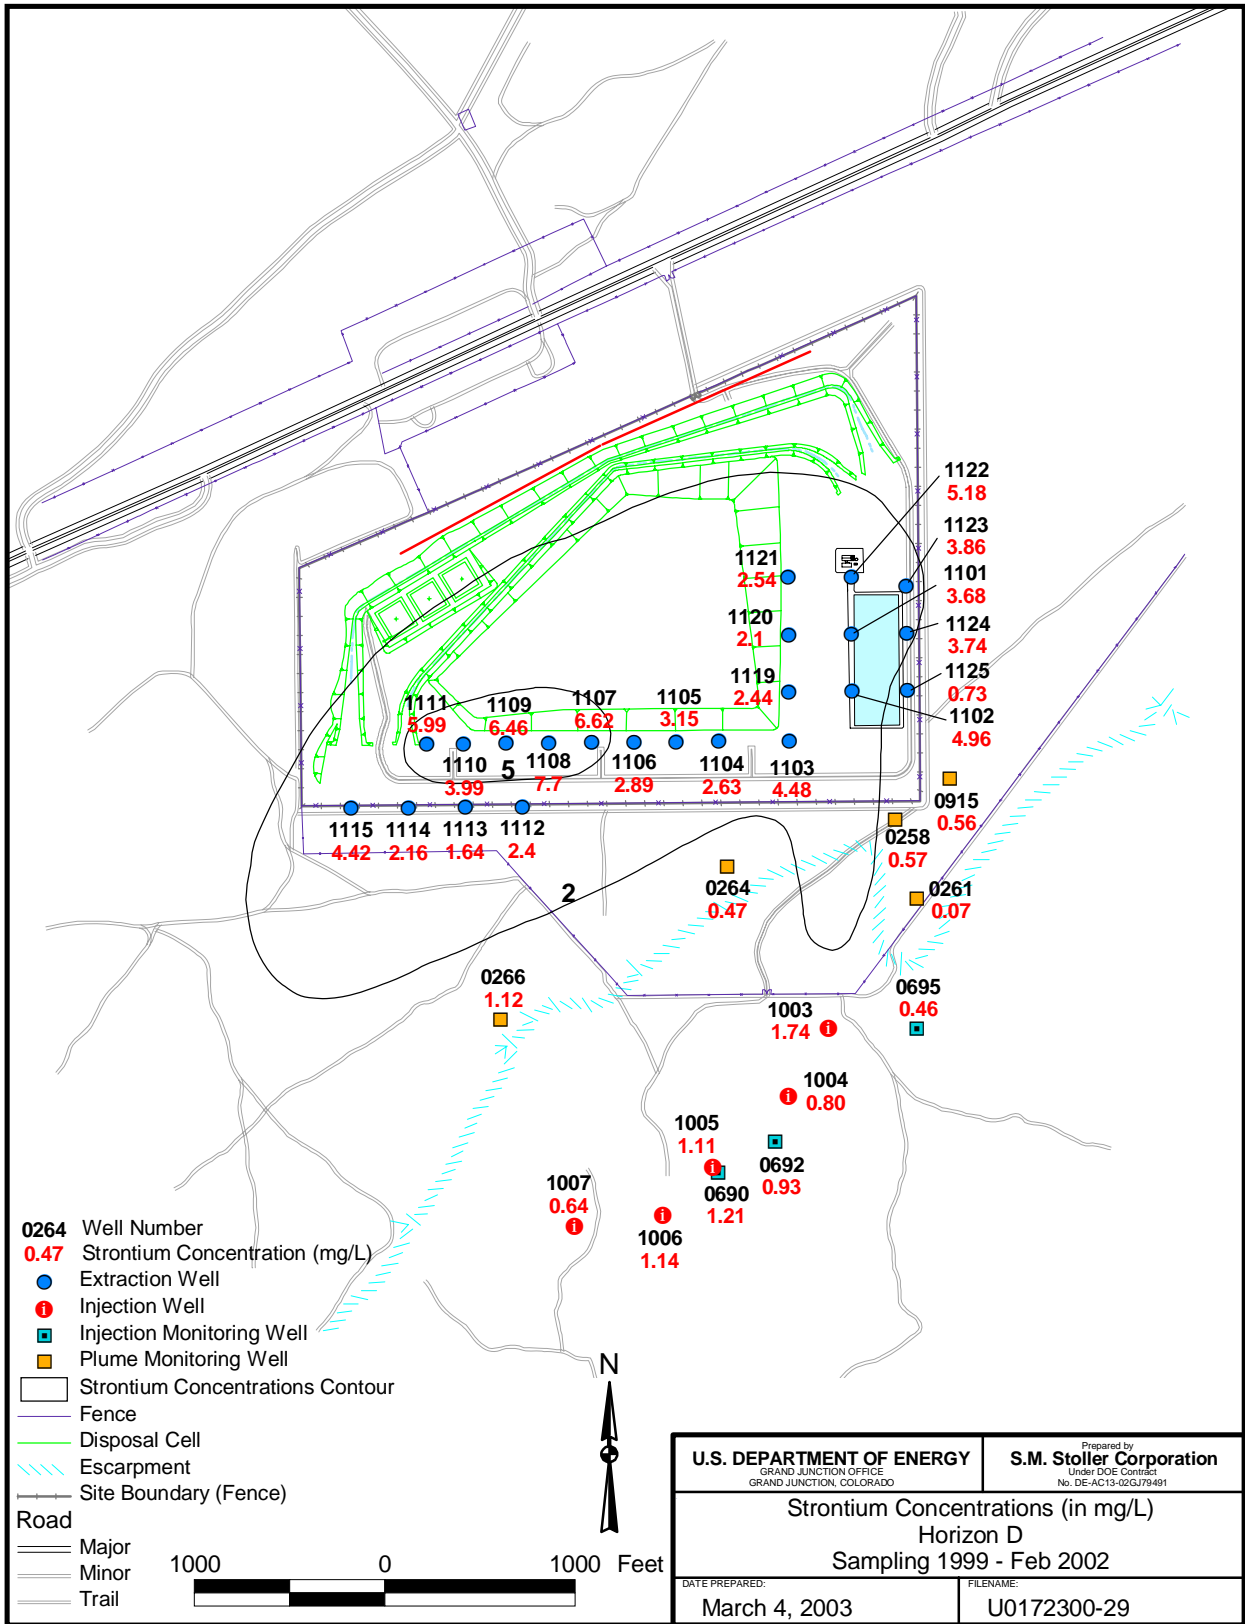 1122
5.18
1123
3.86
1121
2.54
1101
3.68
1120
2.1
1124
3.74
1119
2.44
1125
0.73
1102
4.96
1111
5.99
1109
6.46
1107
6.62
1105
3.15
1110
3.99
5
1108
7.7
1106
2.89
1104
2.63
1103
4.48
0915
0.56
1115
4.42
1114
2.16
1113
1.64
1112
2.4
0258
0.57
0264
0.47
2
0261
0.07
0266
1.12
0695
0.46
1003
1.74
i
1004
0.80
1005
1.11
i
0692
0.93
0690
1.21
1007
0.64
i
i
1006
1.14
0264 Well Number
0.47 Strontium Concentration (mg/L)
Extraction Well
i Injection Well
Injection Monitoring Well
Plume Monitoring Well
Strontium Concentrations Contour
Fence
Disposal Cell
Escarpment
Site Boundary (Fence)
Road
Major
Minor
Trail
N
1000 0 1000 Feet
U.S. DEPARTMENT OF ENERGY
GRAND JUNCTION OFFICE
GRAND JUNCTION, COLORADO
Prepared by
S.M. Stoller Corporation
Under DOE Contract
No. DE-AC13-02GJ79491
Strontium Concentrations (in mg/L)
Horizon D
Sampling 1999 - Feb 2002
DATE PREPARED:
March 4, 2003
FILENAME:
U0172300-29